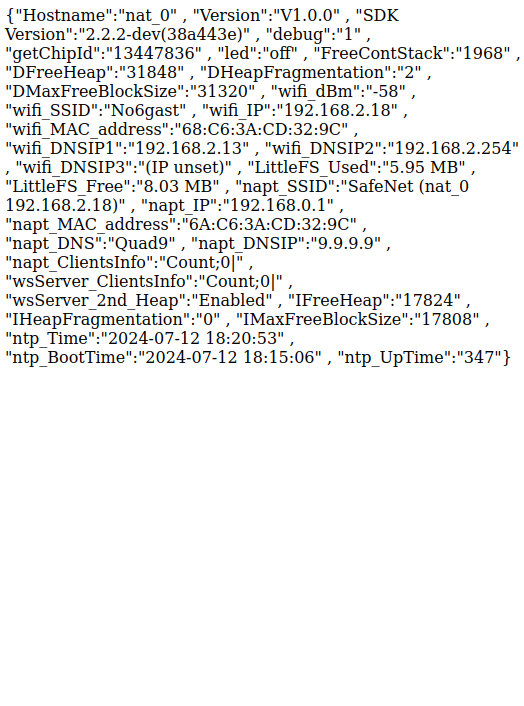 {"Hostname":"nat_0" , "Version":"V1.0.0" , "SDK
Version":"2.2.2-dev(38a443e)" , "debug":"1" ,
"getChipId":"13447836" , "led":"off" , "FreeContStack":"1968" ,
"DFreeHeap":"31848" , "DHeapFragmentation":"2" ,
"DMaxFreeBlockSize":"31320" , "wifi_dBm":"-58" ,
"wifi_SSID":"No6gast" , "wifi_IP":"192.168.2.18" ,
"wifi_MAC_address":"68:C6:3A:CD:32:9C" ,
"wifi_DNSIP1":"192.168.2.13" , "wifi_DNSIP2":"192.168.2.254"
, "wifi_DNSIP3":"(IP unset)" , "LittleFS_Used":"5.95 MB" ,
"LittleFS_Free":"8.03 MB" , "napt_SSID":"SafeNet (nat_0
192.168.2.18)" , "napt_IP":"192.168.0.1" ,
"napt_MAC_address":"6A:C6:3A:CD:32:9C" ,
"napt_DNS":"Quad9" , "napt_DNSIP":"9.9.9.9" ,
"napt_ClientsInfo":"Count;0|" ,
"wsServer_ClientsInfo":"Count;0|" ,
"wsServer_2nd_Heap":"Enabled" , "IFreeHeap":"17824" ,
"IHeapFragmentation":"0" , "IMaxFreeBlockSize":"17808" ,
"ntp_Time":"2024-07-12 18:20:53" ,
"ntp_BootTime":"2024-07-12 18:15:06" , "ntp_UpTime":"347"}